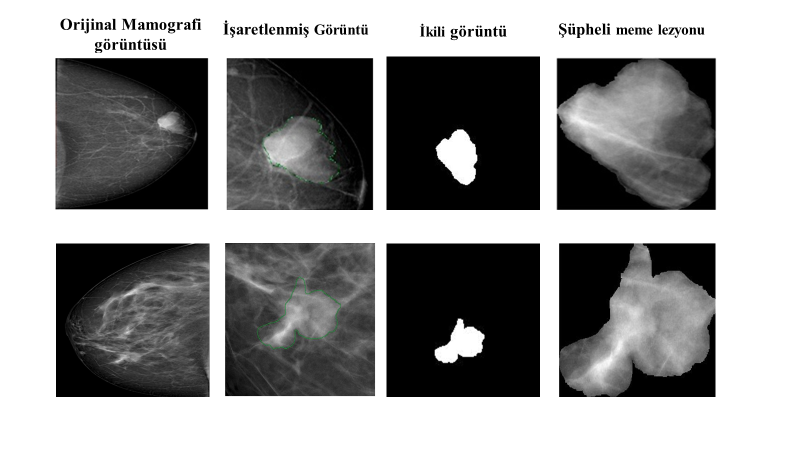 Orijinal Mamografi
görüntüsü
İşaretlenmiş Görüntü
İkili görüntü
Şüpheli meme lezyonu